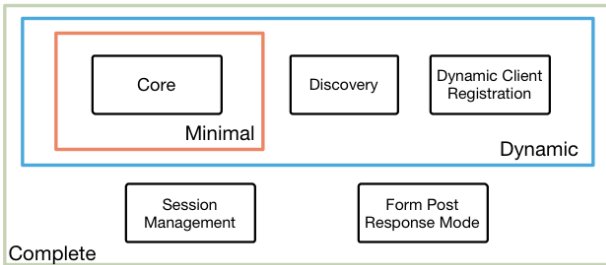 Core
Discovery
Dynamic Client
Registration
Minimal
Dynamic
Session
Management
Form Post
Response Mode
Complete